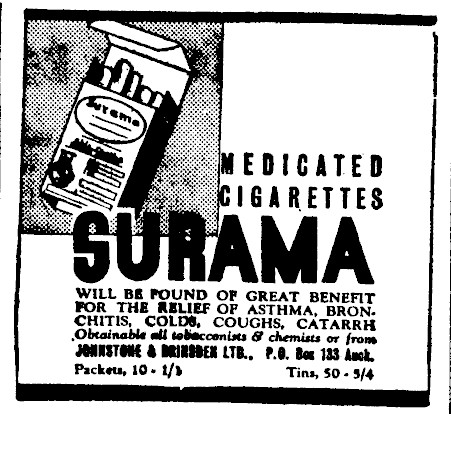 Surama
MEDICATED
CIGARETTES
SURAMA
WILL BE FOUND OF GREAT BENEFIT
FOR THE RELIEF OF ASTHMA, BRON-
CHITIS, COLDS, COUGHS, CATARRH
Obtainable all tobacconists & chemists or from
JOHNSTONE & BRINSDEN LTD., P.O. Box 133 Auck.
Packets, 10 - 1/3
Tins, 50 - 5/4